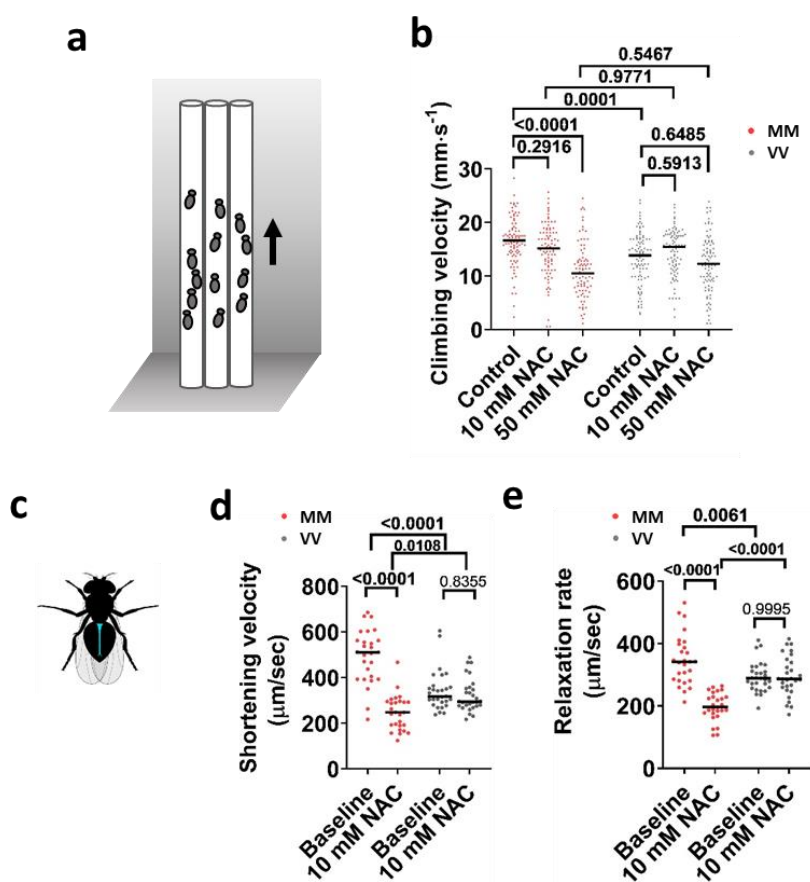 a
b
0.5467
0.9771
0.0001
<0.0001
0.2916
0.6485
0.5913
MM
VV
Climbing velocity (mm·s⁻¹)
30
20
10
0
Control
10 mM NAC
50 mM NAC
Control
10 mM NAC
50 mM NAC
c
d
MM
VV
<0.0001
0.0108
<0.0001
0.8355
Shortening velocity
(μm/sec)
800
600
400
200
0
Baseline
10 mM NAC
Baseline
10 mM NAC
e
MM
VV
0.0061
<0.0001
<0.0001
0.9995
Relaxation rate
(μm/sec)
600
400
200
0
Baseline
10 mM NAC
Baseline
10 mM NAC